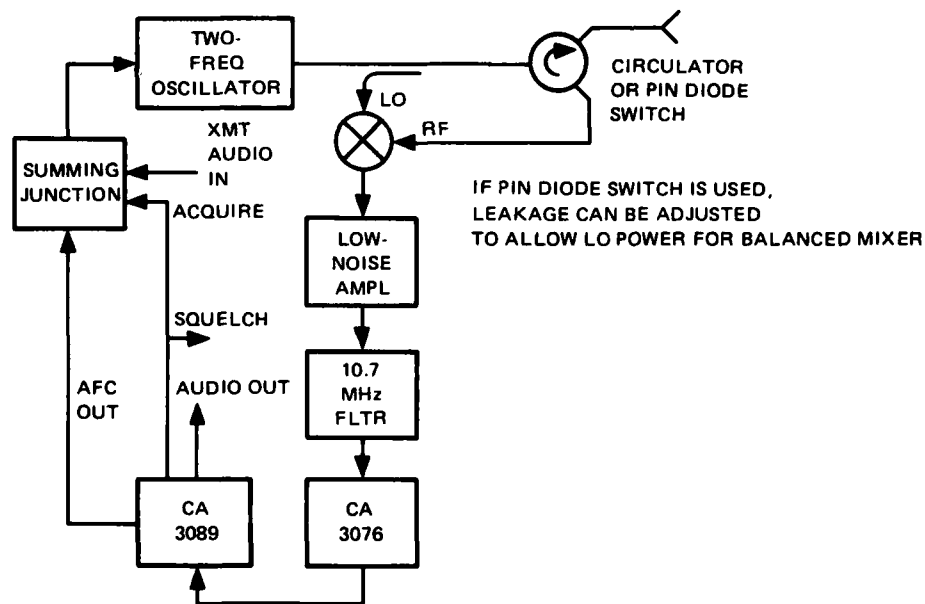 TWO-
FREQ
OSCILLATOR
CIRCULATOR
OR PIN DIODE
SWITCH
LO
RF
XMT
AUDIO
IN
SUMMING
JUNCTION
ACQUIRE
IF PIN DIODE SWITCH IS USED,
LEAKAGE CAN BE ADJUSTED
TO ALLOW LO POWER FOR BALANCED MIXER
LOW-
NOISE
AMPL
SQUELCH
10.7
MHz
FLTR
AFC
OUT
AUDIO OUT
CA
3089
CA
3076